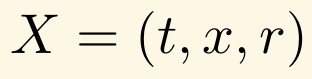 X = (t, x, r)